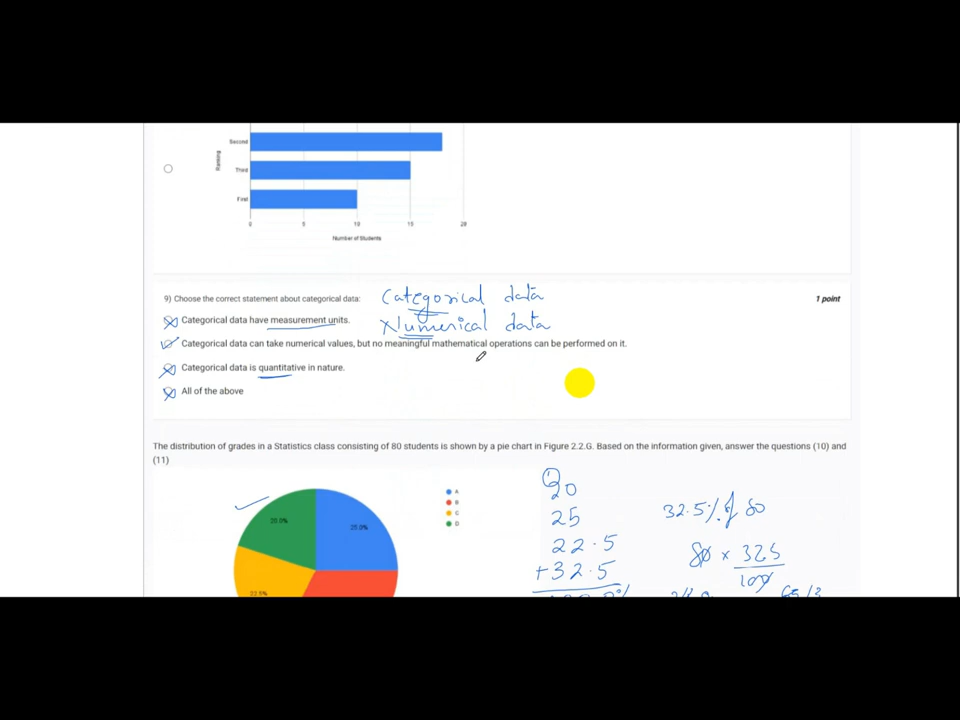 Second
Ranking
Third
First
0 5 10 15 20
Number of Students
9) Choose the correct statement about categorical data: Categorical data 1 point
Categorical data have measurement units. Numerical data
Categorical data can take numerical values, but no meaningful mathematical operations can be performed on it.
Categorical data is quantitative in nature.
All of the above
The distribution of grades in a Statistics class consisting of 80 students is shown by a pie chart in Figure 2.2.G. Based on the information given, answer the questions (10) and
(11)
A
B
C
D
20.0%
25.0%
22.5%
20
25
22.5
+32.5
32.5% of 80
80 × 325
100